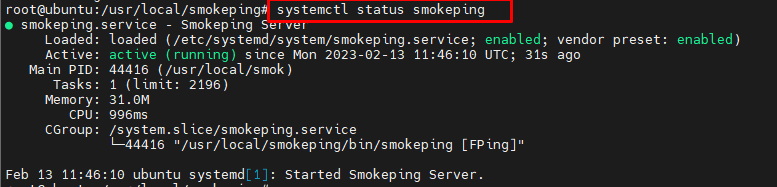 root@ubuntu:/usr/local/smokeping# systemctl status smokeping
● smokeping.service - Smokeping Server
Loaded: loaded (/etc/systemd/system/smokeping.service; enabled; vendor preset: enabled)
Active: active (running) since Mon 2023-02-13 11:46:10 UTC; 31s ago
Main PID: 44416 (/usr/local/smok)
Tasks: 1 (limit: 2196)
Memory: 31.0M
CPU: 996ms
CGroup: /system.slice/smokeping.service
└─44416 "/usr/local/smokeping/bin/smokeping [FPing]"
Feb 13 11:46:10 ubuntu systemd[1]: Started Smokeping Server.